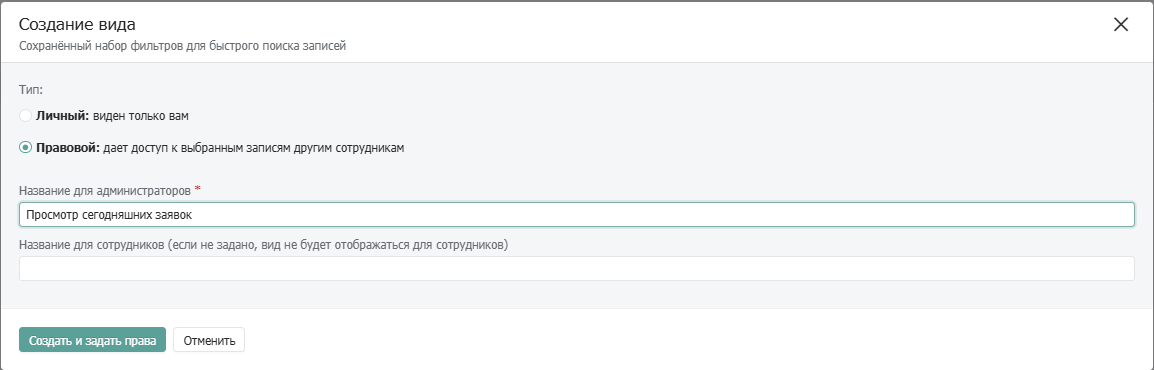 Создание вида
Сохранённый набор фильтров для быстрого поиска записей
Тип:
Личный: виден только вам
Правовой: дает доступ к выбранным записям другим сотрудникам
Название для администраторов *
Просмотр сегодняшних заявок
Название для сотрудников (если не задано, вид не будет отображаться для сотрудников)
Создать и задать права Отменить